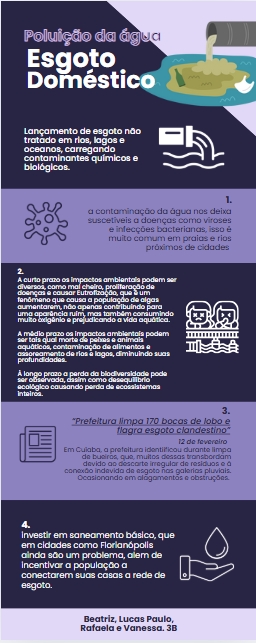 Poluição da água
Esgoto
Doméstico
Lançamento de esgoto não
tratado em rios, lagos e
oceanos, carregando
contaminantes químicos e
biológicos.
1.
a contaminação da água nos deixa
suscetíveis a doenças como viroses
e infecções bacterianas, isso é
muito comum em praias e rios
próximos de cidades
2.
A curto prazo os impactos ambientais podem ser
diversos, como mal cheiro, proliferação de
doenças e causar Eutrofização, que é um
fenômeno que causa a população de algas
aumentarem, não apenas contribuindo para
uma aparência ruim, mas também consumindo
muito oxigênio e prejudicando a vida aquática.
A médio prazo os impactos ambientais podem
ser tais qual morte de peixes e animais
aquáticos, contaminação de alimentos e
assoreamento de rios e lagos, diminuindo suas
profundidades.
À longo prazo a perda da biodiversidade pode
ser observada, assim como desequilíbrio
ecológico causando perda de ecossistemas
inteiros.
3.
"Prefeitura limpa 170 bocas de lobo e
flagra esgoto clandestino"
12 de fevereiro
Em Cuiaba, a prefeitura identificou durante limpa
de bueiros, que, muitos dessas transbordam
devido ao descarte irregular de resíduos e à
conexão indevida de esgoto nas galerias pluviais.
Ocasionando em alagamentos e obstruções.
4.
investir em saneamento básico, que
em cidades como Florianópolis
ainda são um problema, alem de
incentivar a população a
conectarem suas casas a rede de
esgoto.
Beatriz, Lucas Paulo,
Rafaela e Vanessa. 3B